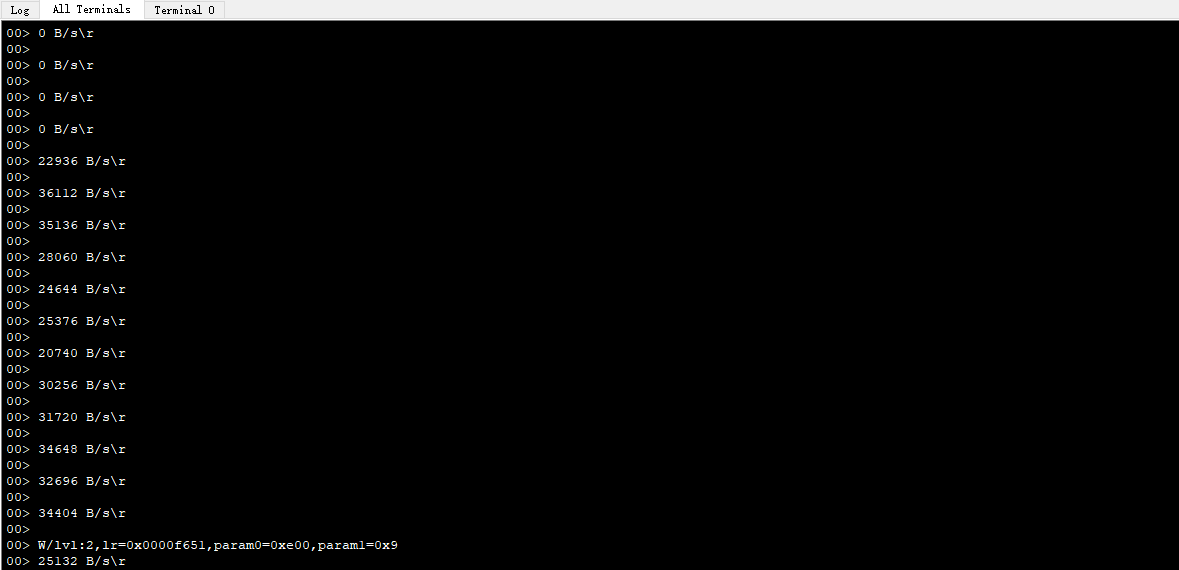 Log All Terminals Terminal 0
00> 0 B/s\r
00>
00> 0 B/s\r
00>
00> 0 B/s\r
00>
00> 0 B/s\r
00>
00> 22936 B/s\r
00>
00> 36112 B/s\r
00>
00> 35136 B/s\r
00>
00> 28060 B/s\r
00>
00> 24644 B/s\r
00>
00> 25376 B/s\r
00>
00> 20740 B/s\r
00>
00> 30256 B/s\r
00>
00> 31720 B/s\r
00>
00> 34648 B/s\r
00>
00> 32696 B/s\r
00>
00> 34404 B/s\r
00>
00> W/lvl:2,lr=0x0000f651,param0=0xe00,param1=0x9
00> 25132 B/s\r